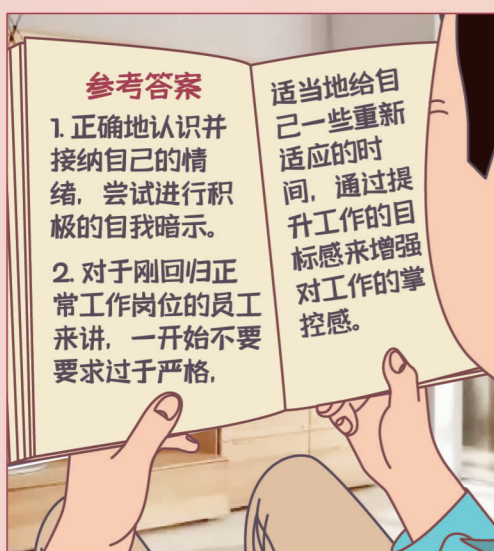 参考答案
1. 正确地认识并
接纳自己的情
绪，尝试进行积
极的自我暗示。
2. 对于刚回归正
常工作岗位的员工
来讲，一开始不要
要求过于严格，
适当地给自
己一些重新
适应的时
间，通过提
升工作的目
标感来增强
对工作的掌
控感。